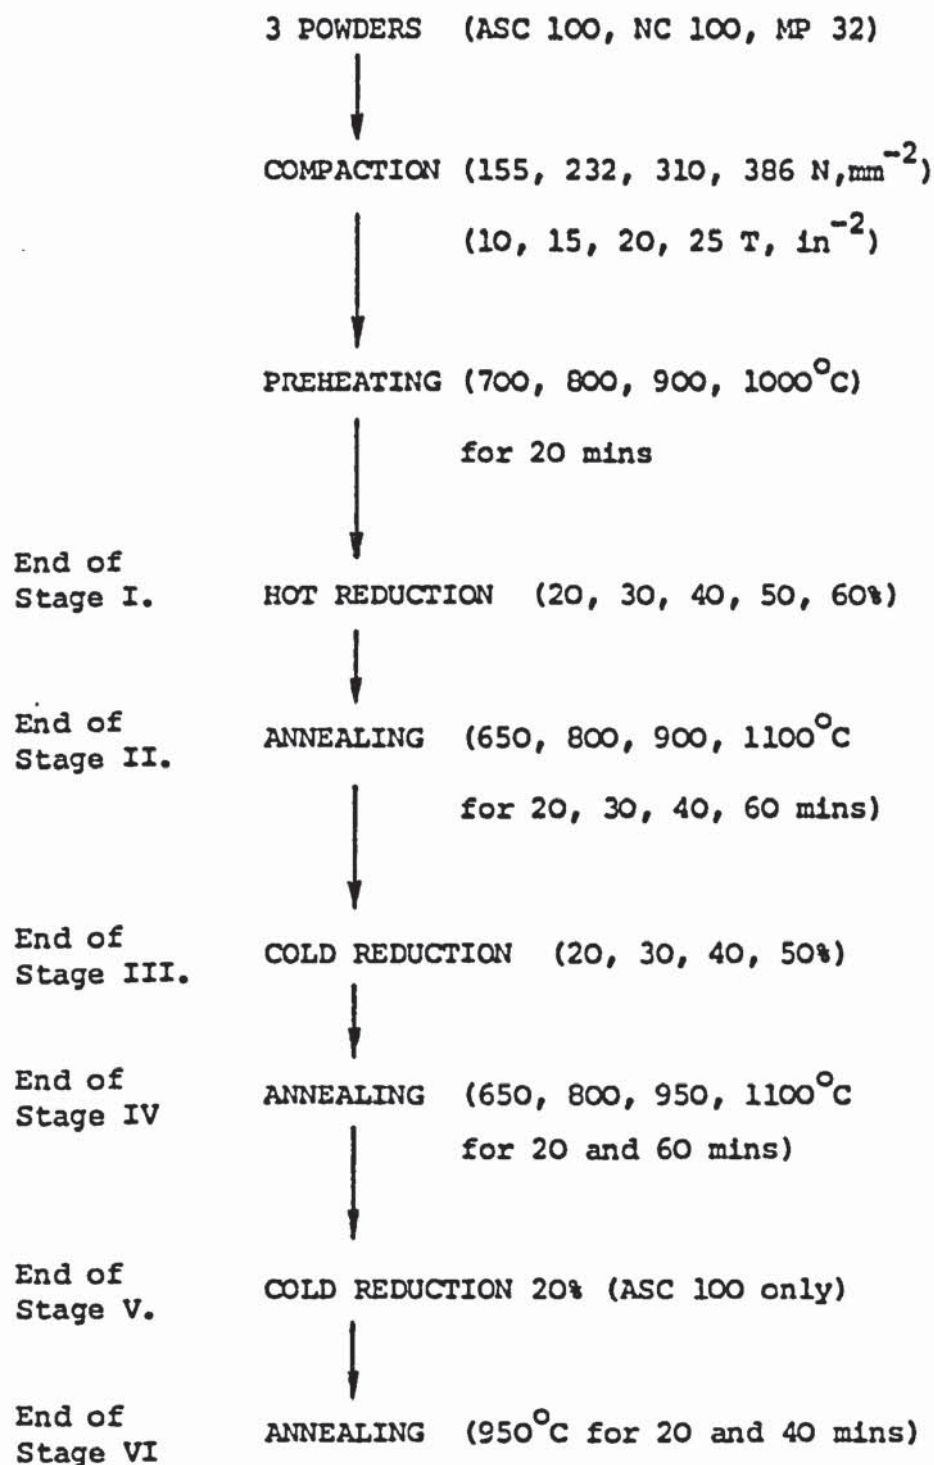 3 POWDERS (ASC 100, NC 100, MP 32)
COMPACTION (155, 232, 310, 386 N,mm⁻²)
(10, 15, 20, 25 T, in⁻²)
PREHEATING (700, 800, 900, 1000°C)
for 20 mins
End of
Stage I.
HOT REDUCTION (20, 30, 40, 50, 60%)
End of
Stage II.
ANNEALING (650, 800, 900, 1100°C
for 20, 30, 40, 60 mins)
End of
Stage III.
COLD REDUCTION (20, 30, 40, 50%)
End of
Stage IV
ANNEALING (650, 800, 950, 1100°C
for 20 and 60 mins)
End of
Stage V.
COLD REDUCTION 20% (ASC 100 only)
End of
Stage VI
ANNEALING (950°C for 20 and 40 mins)